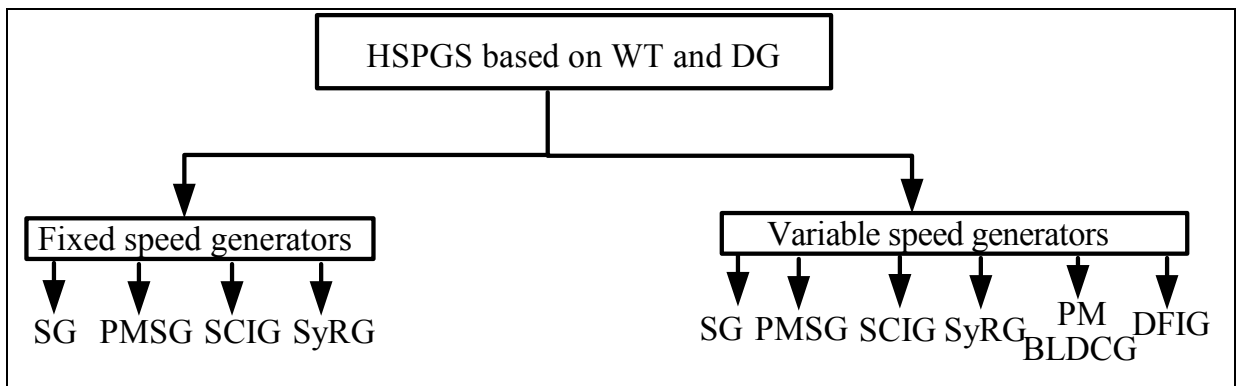 HSPGS based on WT and DG
Fixed speed generators
SG PMSG SCIG SyRG
Variable speed generators
SG PMSG SCIG SyRG PM BLDCG DFIG